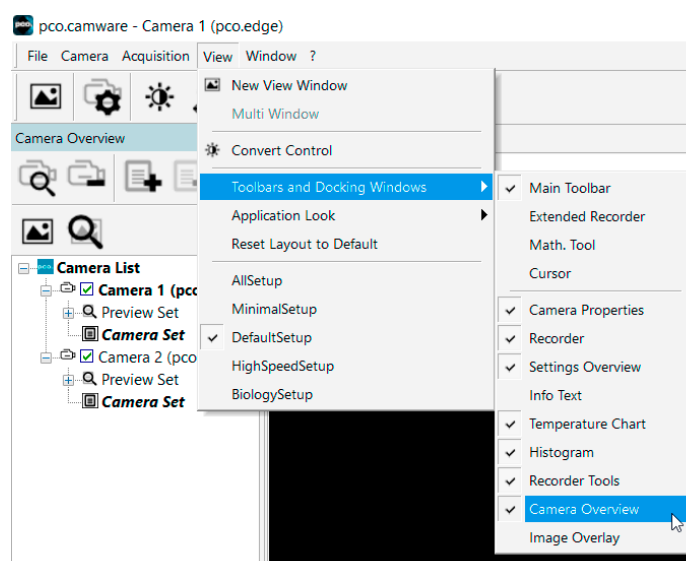 pco.camware - Camera 1 (pco.edge)
File Camera Acquisition View Window ?
New View Window
Multi Window
Camera Overview
Convert Control
Toolbars and Docking Windows
Application Look
Reset Layout to Default
AllSetup
MinimalSetup
DefaultSetup
HighSpeedSetup
BiologySetup
Main Toolbar
Extended Recorder
Math. Tool
Cursor
Camera Properties
Recorder
Settings Overview
Info Text
Temperature Chart
Histogram
Recorder Tools
Camera Overview
Image Overlay
Camera List
Camera 1 (pco
Preview Set
Camera Set
Camera 2 (pco
Preview Set
Camera Set